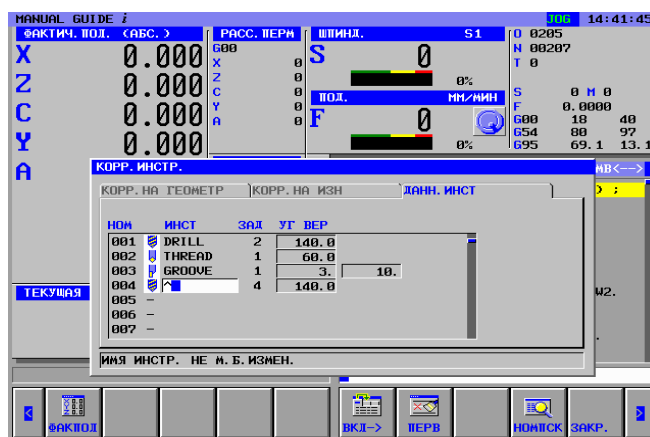 MANUAL GUIDE i JOG 14:41:45
ФАКТИЧ. ПОЛ. (АБС.)
X 0.000
Z 0.000
C 0.000
Y 0.000
A
РАСС. ПЕРМ
G00
X 0
Z 0
C 0
Y 0
A 0
ШПИНД. S1
S 0
0%
ПОД. ММ/МИН
F 0
0%
O 0205
N 00207
T 0
S 0 M 0
F 0.0000
G00 18 40
G54 80 97
G95 69.1 13.1
КОРР. ИНСТР.
МВ<-->
КОРР. НА ГЕОМЕТР
КОРР. НА ИЗН
ДАНН. ИНСТ
) ;
НОМ ИНСТ ЗАД УГ ВЕР
001 DRILL 2 140.0
002 THREAD 1 60.0
003 GROOVE 1 3. 10.
004 ^ 4 140.0
005 –
006 –
007 –
ТЕКУЩАЯ
W2.
.
ИМЯ ИНСТР. НЕ М.Б.ИЗМЕН.
<
ФАКПОЛ
ВКЛ->
ПЕРВ
НОМПСК
ЗАКР.
>